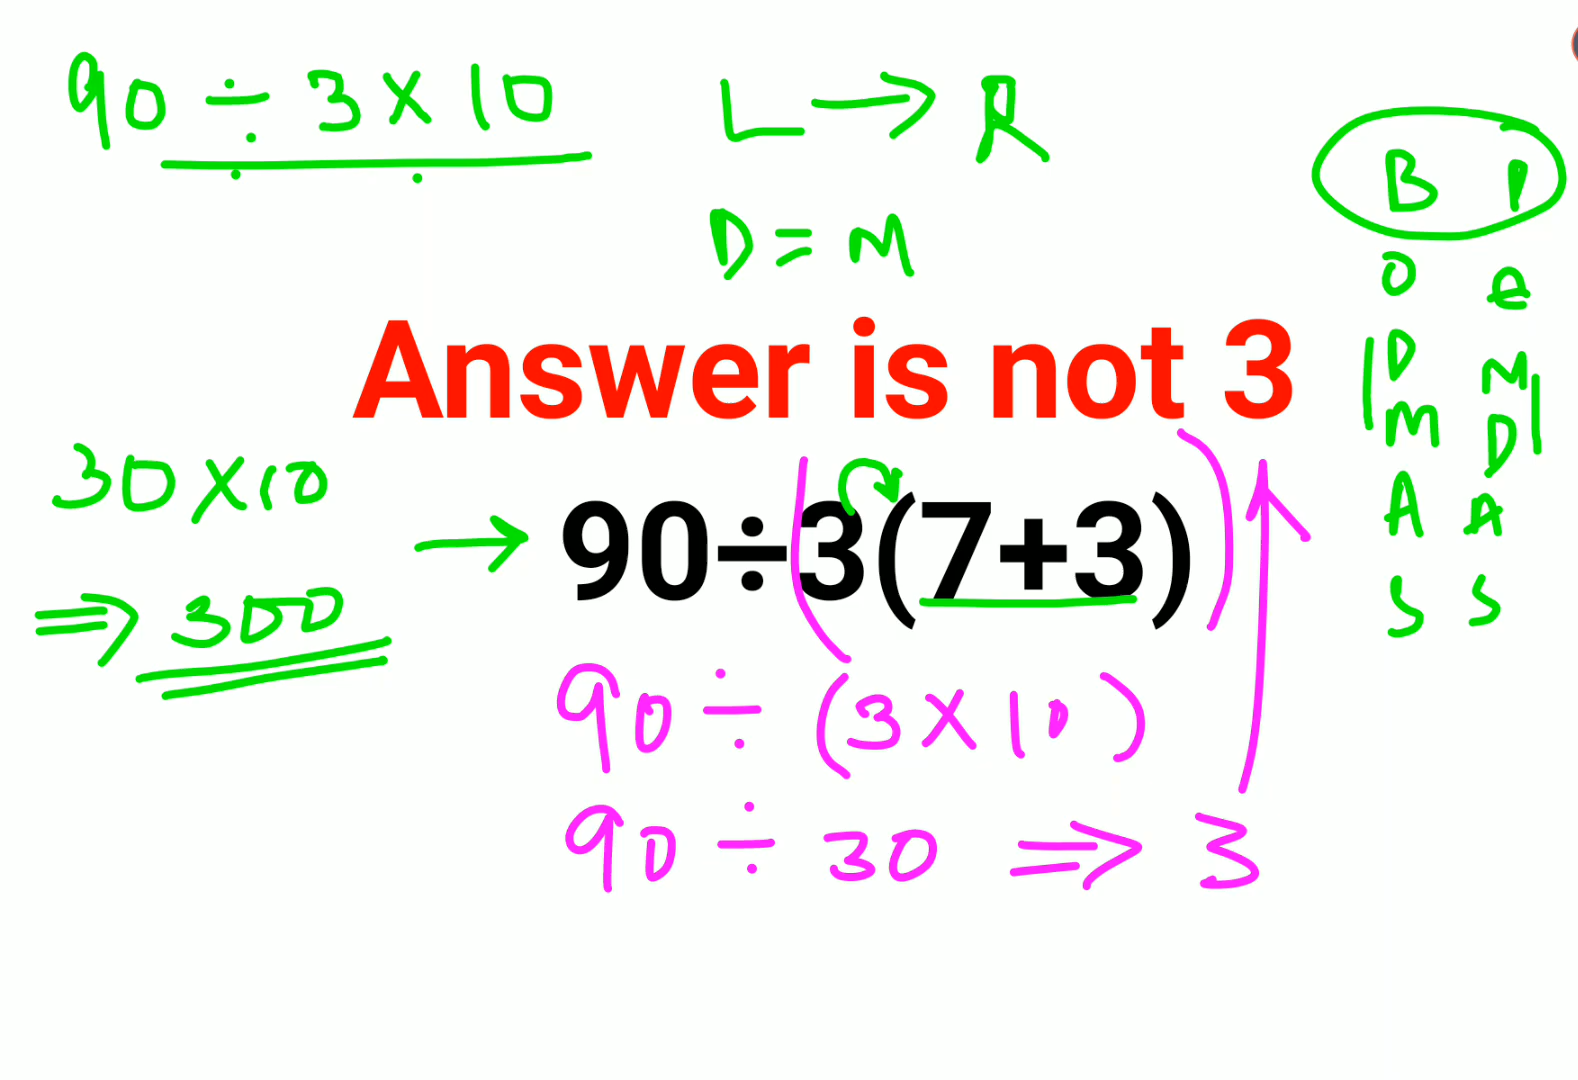 90 ÷ 3 × 10
L → R
D = M
Answer is not 3
30 × 10
⇒ 300
→ 90÷3(7+3)
90 ÷ (3 × 10)
90 ÷ 30 ⇒ 3
B P
O E
D M
M D
A A
S S